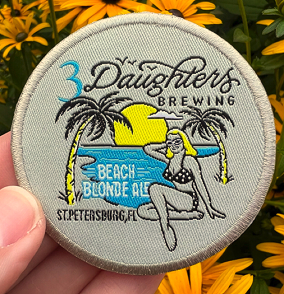 3 Daughters
BREWING
BEACH
BLONDE ALE
ST. PETERSBURG, FL